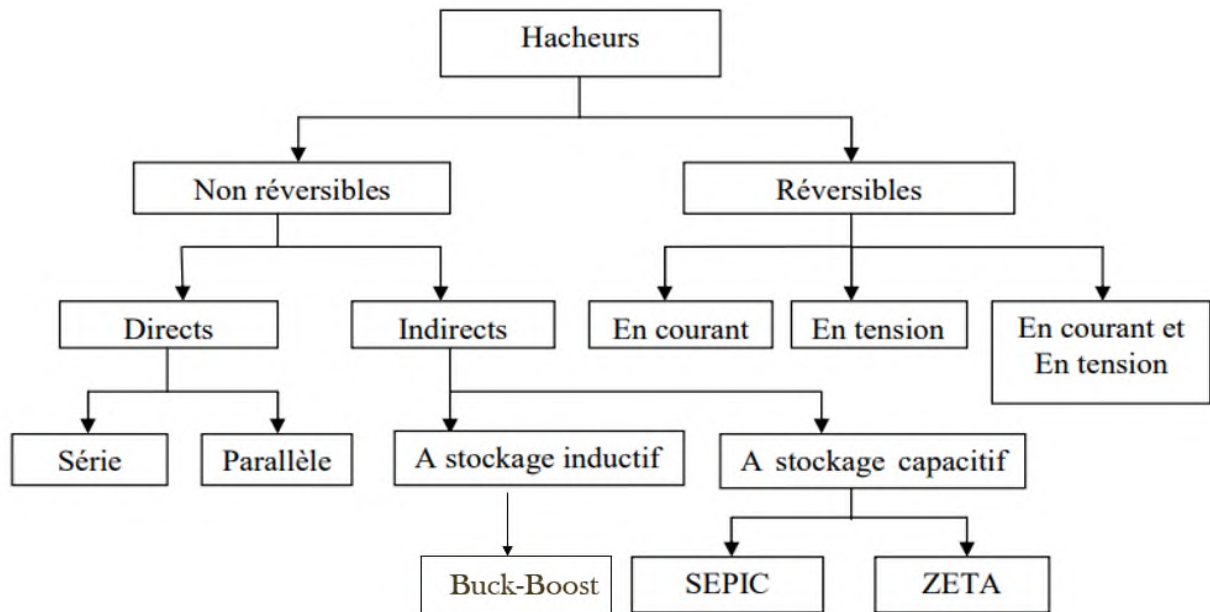 Hacheurs
Non réversibles
Réversibles
Directs
Indirects
En courant
En tension
En courant et
En tension
Série
Parallèle
A stockage inductif
A stockage capacitif
Buck-Boost
SEPIC
ZETA